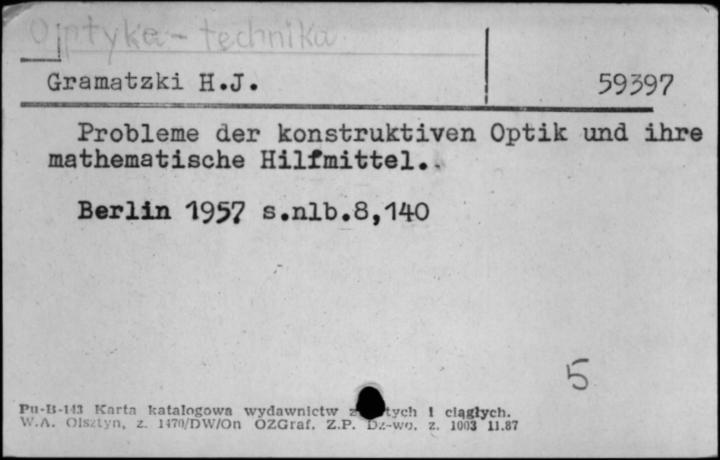 Optyka - technika
Gramatzki H.J. 59397
Probleme der konstruktiven Optik und ihre
mathematische Hilfmittel.
Berlin 1957 s.nlb.8,140
5
Pu-B-143 Karta katalogowa wydawnictw i ciągłych.
W.A. Olsztyn, z. 1470/DW/On OZGraf. Z.P. Dz-wo. z. 1003 11.87